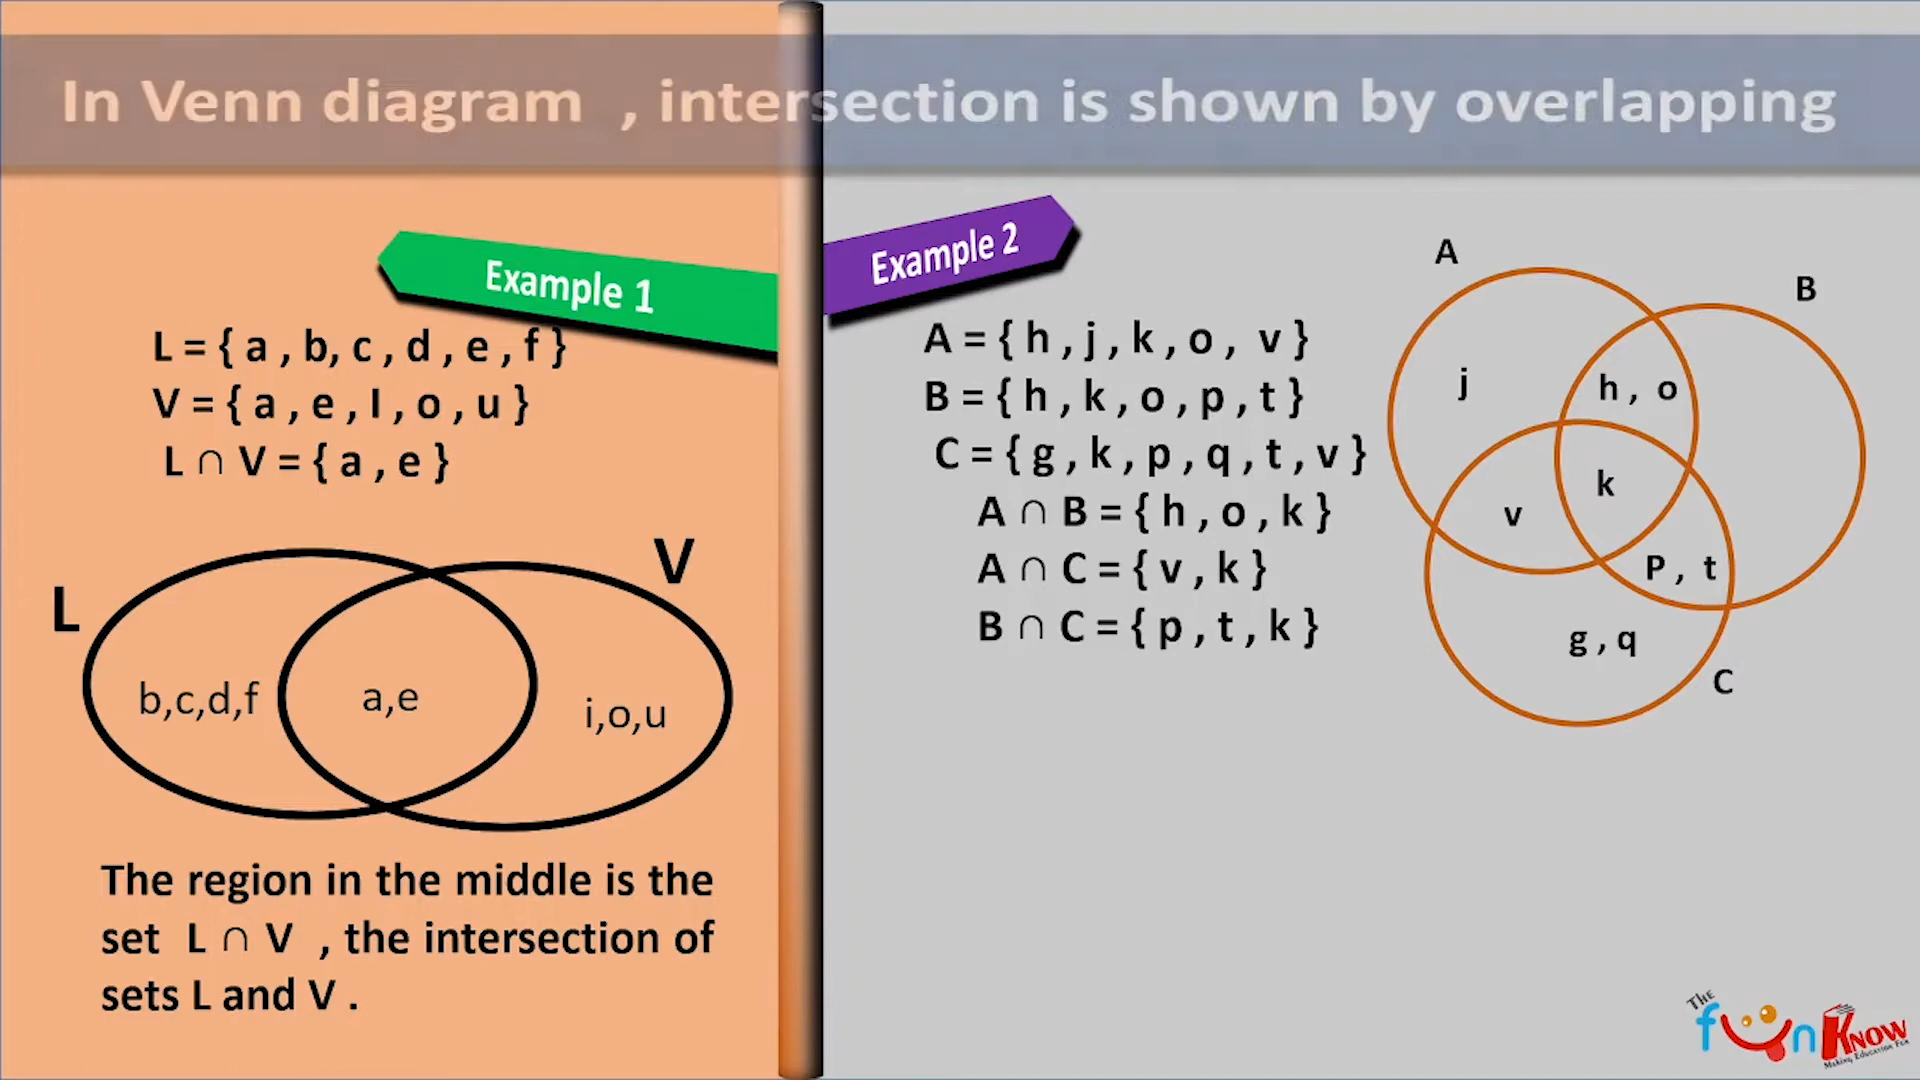 In Venn diagram , intersection is shown by overlapping
Example 1
L = { a , b, c , d , e , f }
V = { a , e , I , o , u }
L ∩ V = { a , e }
L
V
b,c,d,f
a,e
i,o,u
The region in the middle is the
set L ∩ V , the intersection of
sets L and V .
Example 2
A = { h , j , k , o , v }
B = { h , k , o , p , t }
C = { g , k , p , q , t , v }
A ∩ B = { h , o , k }
A ∩ C = { v , k }
B ∩ C = { p , t , k }
A
B
j
h , o
k
v
P , t
g , q
C
THE
fun KNOW
Making Education Fun